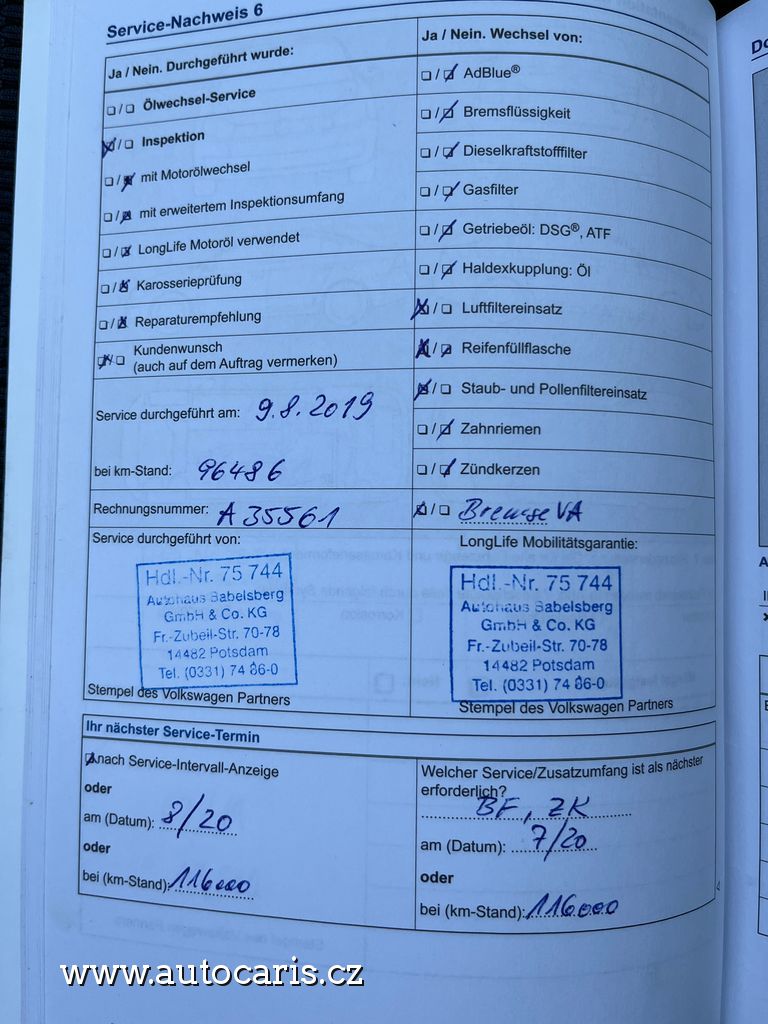 Service-Nachweis 6
Ja / Nein. Durchgeführt wurde:
Ölwechsel-Service
Inspektion
mit Motorölwechsel
mit erweitertem Inspektionsumfang
LongLife Motoröl verwendet
Karosserieprüfung
Reparaturempfehlung
Kundenwunsch
(auch auf dem Auftrag vermerken)
Service durchgeführt am: 9.8.2019
bei km-Stand: 96486
Rechnungsnummer: A 35561
Service durchgeführt von:
Hdl.-Nr. 75 744
Autohaus Babelsberg
GmbH & Co. KG
Fr.-Zubeil-Str. 70-78
14482 Potsdam
Tel. (0331) 74 86-0
Stempel des Volkswagen Partners
Ja / Nein. Wechsel von:
AdBlue®
Bremsflüssigkeit
Dieselkraftstofffilter
Gasfilter
Getriebeöl: DSG®, ATF
Haldexkupplung: Öl
Luftfiltereinsatz
Reifenfüllflasche
Staub- und Pollenfiltereinsatz
Zahnriemen
Zündkerzen
Bremse VA
LongLife Mobilitätsgarantie:
Hdl.-Nr. 75 744
Autohaus Babelsberg
GmbH & Co. KG
Fr.-Zubeil-Str. 70-78
14482 Potsdam
Tel. (0331) 74 86-0
Stempel des Volkswagen Partners
Ihr nächster Service-Termin
nach Service-Intervall-Anzeige
oder
am (Datum): 8/20
oder
bei (km-Stand): 116000
Welcher Service/Zusatzumfang ist als nächster
erforderlich?
BF, ZK
am (Datum): 7/20
oder
bei (km-Stand): 116000
www.autocaris.cz